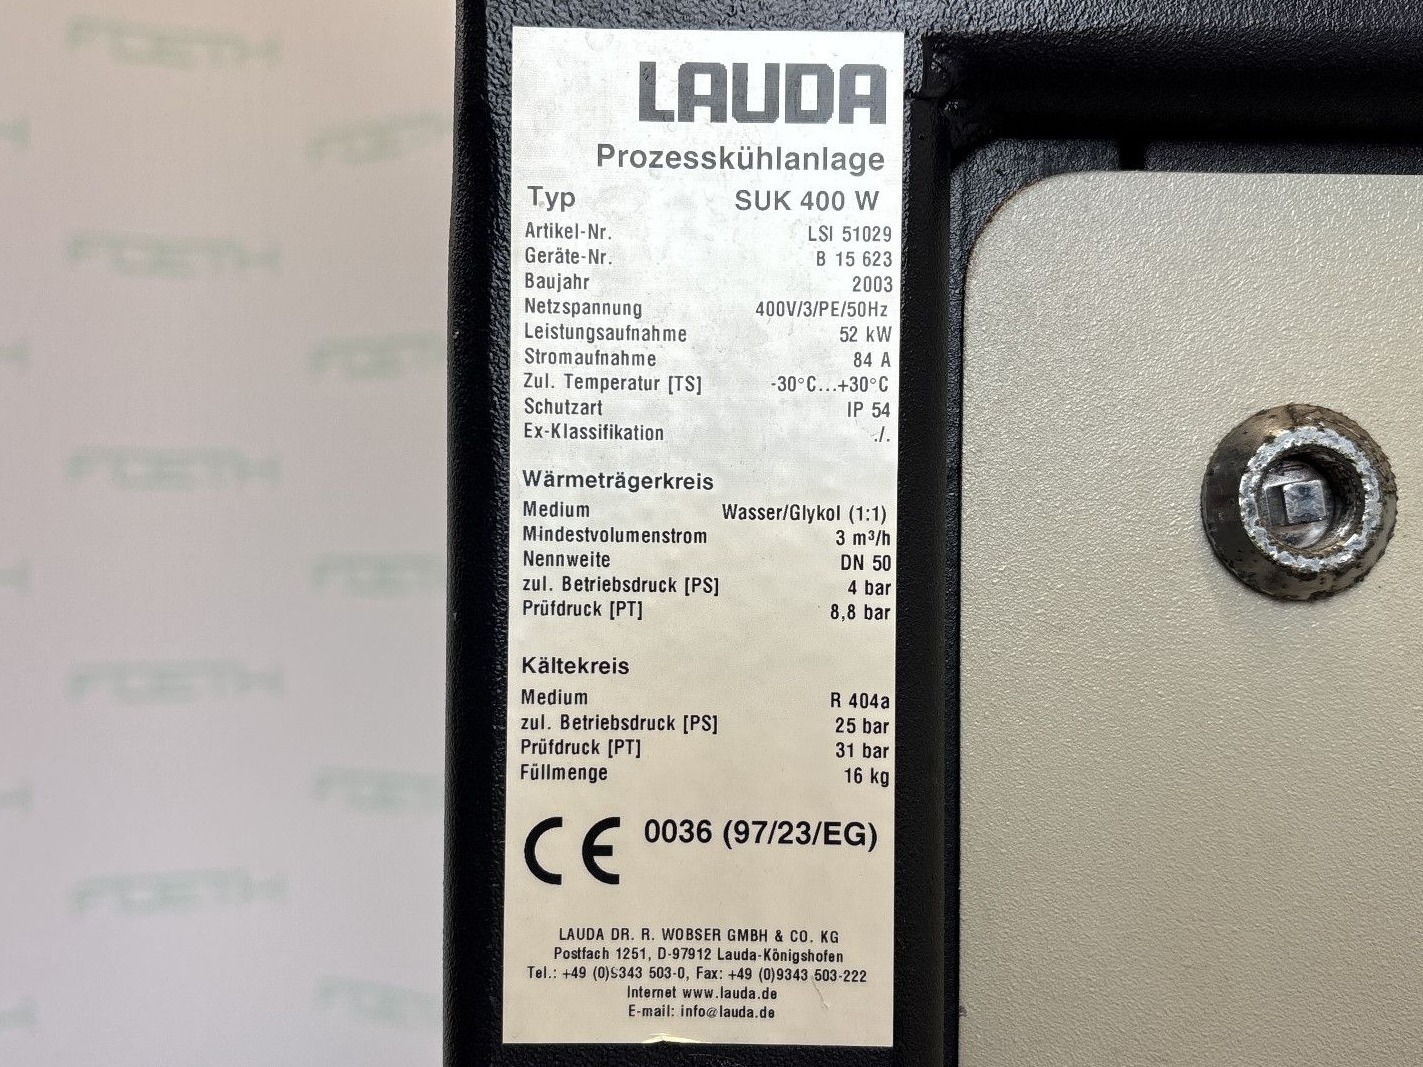 LAUDA
Prozesskühlanlage
Typ SUK 400 W
Artikel-Nr. LSI 51029
Geräte-Nr. B 15 623
Baujahr 2003
Netzspannung 400V/3/PE/50Hz
Leistungsaufnahme 52 kW
Stromaufnahme 84 A
Zul. Temperatur [TS] -30°C...+30°C
Schutzart IP 54
Ex-Klassifikation ./.
Wärmeträgerkreis
Medium Wasser/Glykol (1:1)
Mindestvolumenstrom 3 m³/h
Nennweite DN 50
zul. Betriebsdruck [PS] 4 bar
Prüfdruck [PT] 8,8 bar
Kältekreis
Medium R 404a
zul. Betriebsdruck [PS] 25 bar
Prüfdruck [PT] 31 bar
Füllmenge 16 kg
CE 0036 (97/23/EG)
LAUDA DR. R. WOBSER GMBH & CO. KG
Postfach 1251, D-97912 Lauda-Königshofen
Tel.: +49 (0)9343 503-0, Fax: +49 (0)9343 503-222
Internet www.lauda.de
E-mail: info@lauda.de
FOETH
FOETH
FOETH
FOETH
FOETH